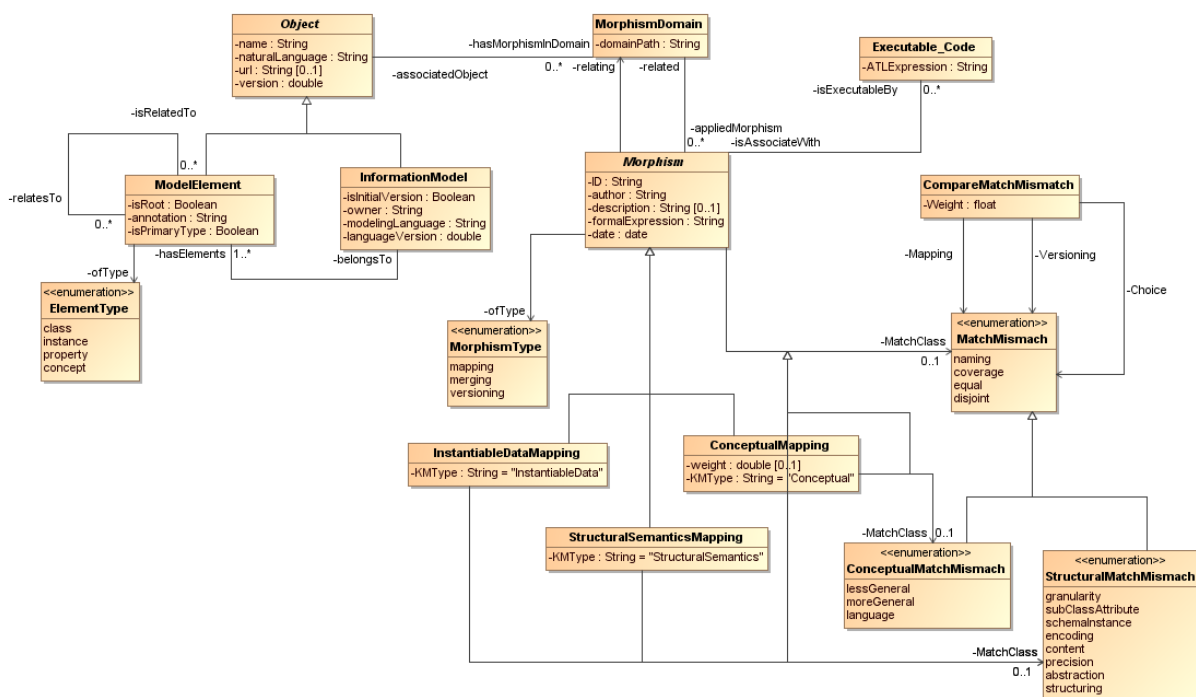 Object
-name : String
-naturalLanguage : String
-url : String [0..1]
-version : double
-hasMorphismInDomain
0..*
-associatedObject
MorphismDomain
-domainPath : String
-relating
-related
Executable_Code
-ATLExpression : String
-isExecutableBy
0..*
-appliedMorphism
0..*
-isAssociateWith
-isRelatedTo
0..*
-relatesTo
0..*
ModelElement
-isRoot : Boolean
-annotation : String
-isPrimaryType : Boolean
-hasElements
1..*
InformationModel
-isInitialVersion : Boolean
-owner : String
-modelingLanguage : String
-languageVersion : double
-belongsTo
-ofType
<<enumeration>>
ElementType
class
instance
property
concept
Morphism
-ID : String
-author : String
-description : String [0..1]
-formalExpression : String
-date : date
-ofType
<<enumeration>>
MorphismType
mapping
merging
versioning
CompareMatchMismatch
-Weight : float
-Mapping
-Versioning
-Choice
-MatchClass
0..1
<<enumeration>>
MatchMismach
naming
coverage
equal
disjoint
InstantiableDataMapping
-KMType : String = "InstantiableData"
ConceptualMapping
-weight : double [0..1]
-KMType : String = "Conceptual"
StructuralSemanticsMapping
-KMType : String = "StructuralSemantics"
-MatchClass
0..1
<<enumeration>>
ConceptualMatchMismach
lessGeneral
moreGeneral
language
-MatchClass
0..1
<<enumeration>>
StructuralMatchMismach
granularity
subClassAttribute
schemaInstance
encoding
content
precision
abstraction
structuring